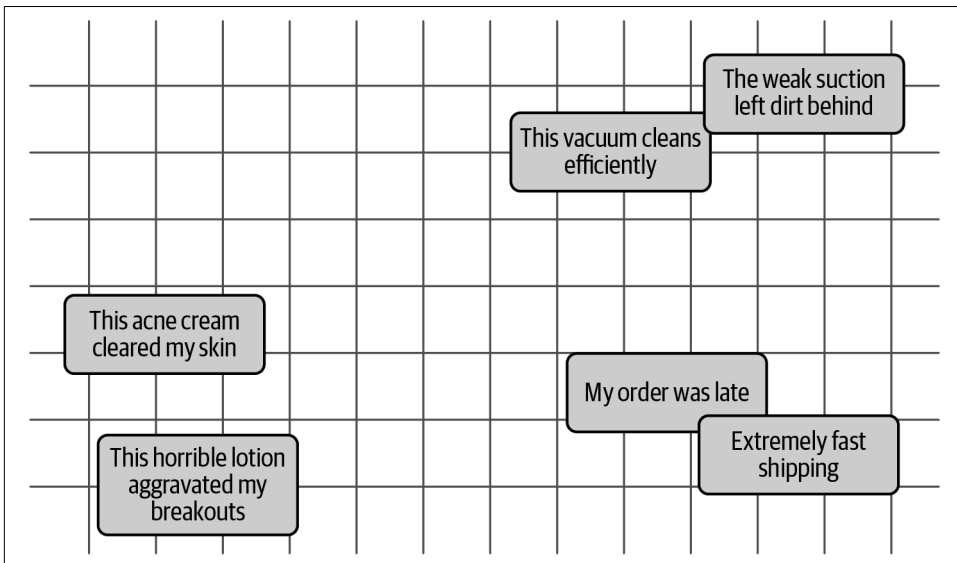 The weak suction
left dirt behind
This vacuum cleans
efficiently
This acne cream
cleared my skin
My order was late
Extremely fast
shipping
This horrible lotion
aggravated my
breakouts